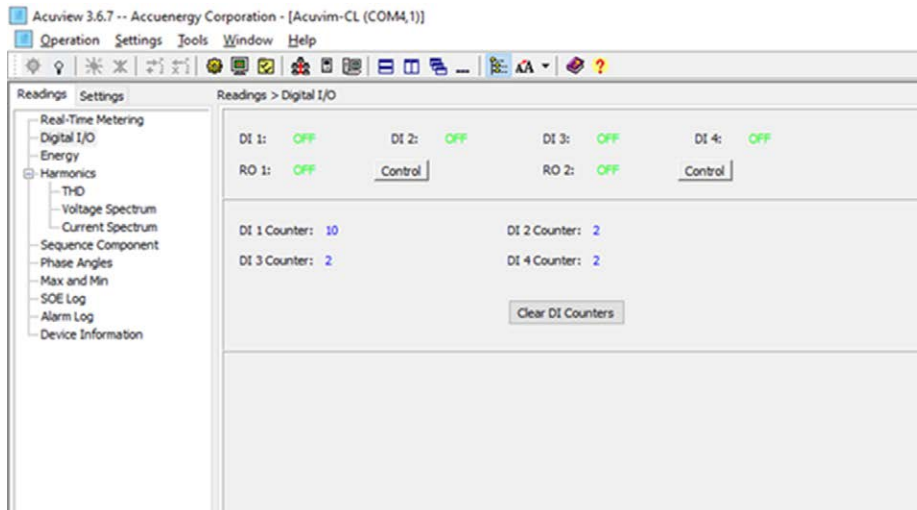 Acuview 3.6.7 -- Accuenergy Corporation - [Acuvim-CL (COM4,1)]
Operation Settings Tools Window Help
Readings Settings
Real-Time Metering
Digital I/O
Energy
Harmonics
THD
Voltage Spectrum
Current Spectrum
Sequence Component
Phase Angles
Max and Min
SOE Log
Alarm Log
Device Information
Readings > Digital I/O
DI 1: OFF DI 2: OFF DI 3: OFF DI 4: OFF
RO 1: OFF Control RO 2: OFF Control
DI 1 Counter: 10 DI 2 Counter: 2
DI 3 Counter: 2 DI 4 Counter: 2
Clear DI Counters